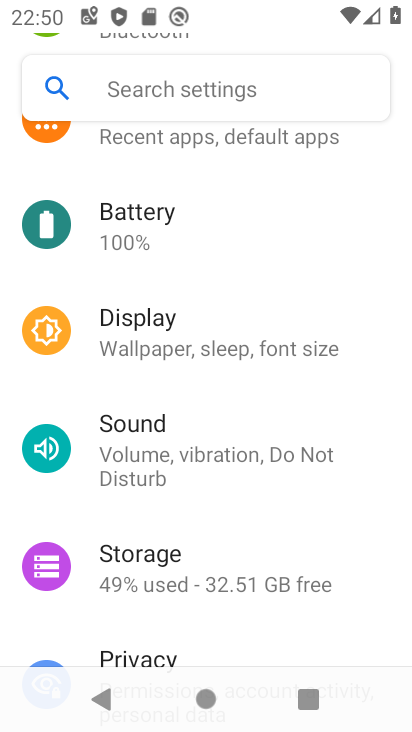 22:50
Bluetooth
Search settings
Recent apps, default apps
Battery
100%
Display
Wallpaper, sleep, font size
Sound
Volume, vibration, Do Not
Disturb
Storage
49% used - 32.51 GB free
Privacy
Permissions, account activity,
personal data